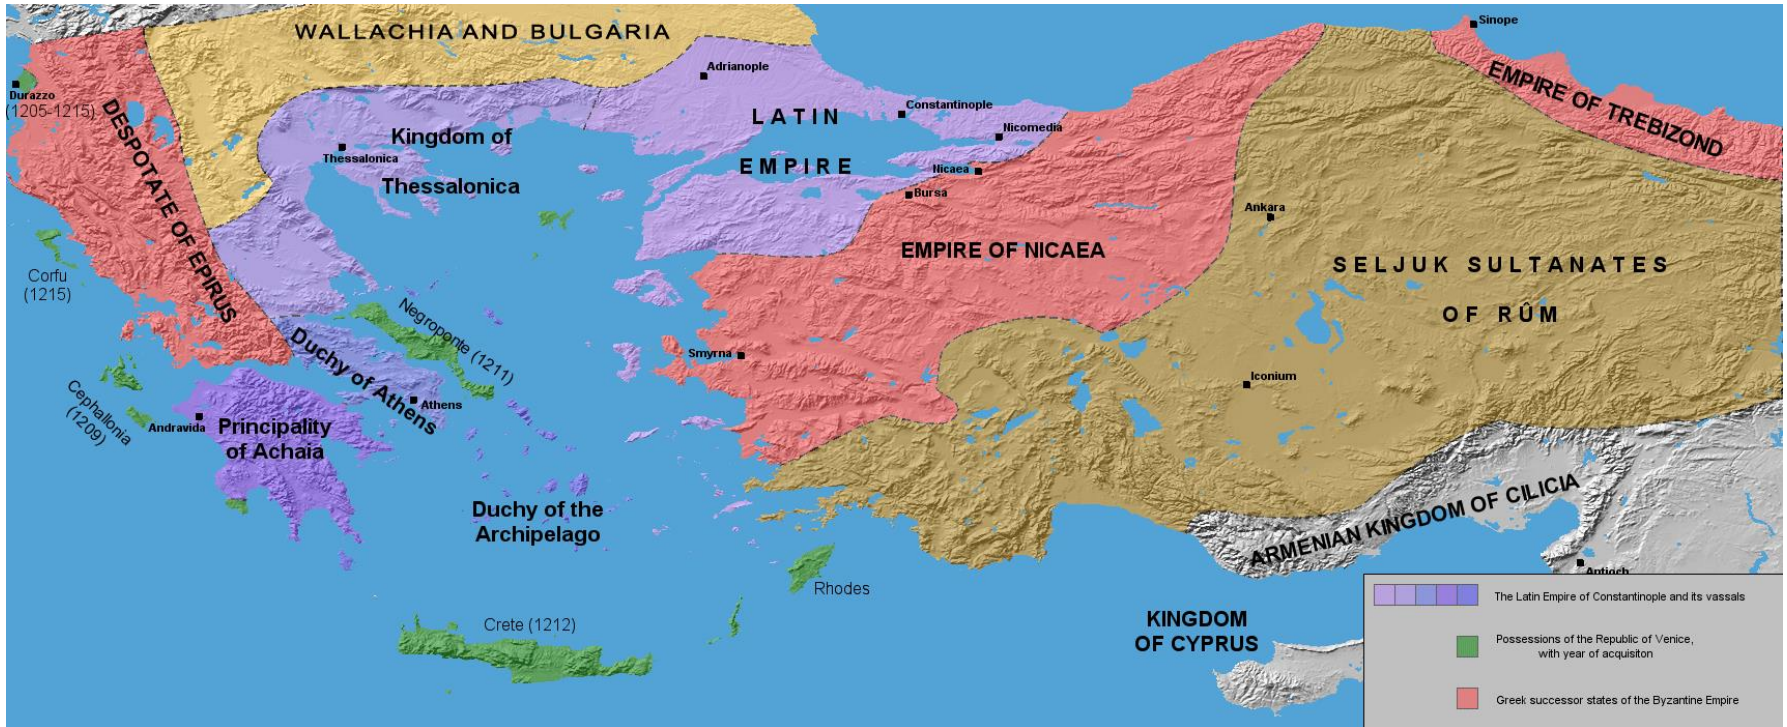 WALLACHIA AND BULGARIA
Sinope
Adrianople
Durazzo
(1205-1215)
DESPOTATE OF EPIRUS
Constantinople
LATIN
EMPIRE
Nicomedia
EMPIRE OF TREBIZOND
Kingdom of
Thessalonica
Thessalonica
Nicaea
Bursa
Ankara
EMPIRE OF NICAEA
SELJUK SULTANATES
OF RÛM
Corfu
(1215)
Negroponte (1211)
Duchy of Athens
Smyrna
Iconium
Cephallonia
(1209)
Athens
Andravida
Principality
of Achaia
Duchy of the
Archipelago
ARMENIAN KINGDOM OF CILICIA
Antioch
Rhodes
Crete (1212)
KINGDOM
OF CYPRUS
The Latin Empire of Constantinople and its vassals
Possessions of the Republic of Venice,
with year of acquisiton
Greek successor states of the Byzantine Empire